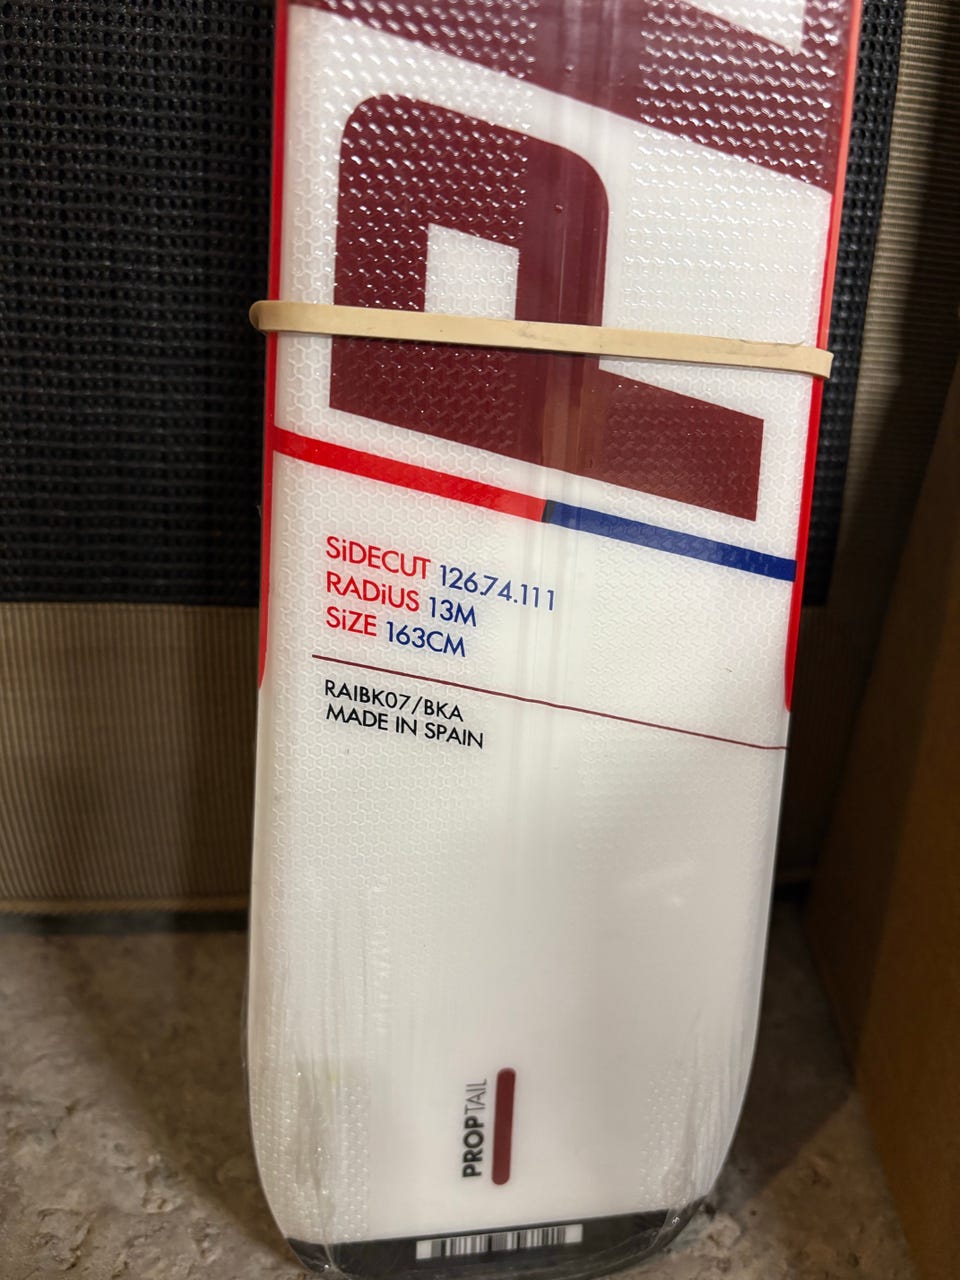 SiDECUT 126.74.111
RADiUS 13M
SiZE 163CM
RAIBK07/BKA
MADE IN SPAIN
PROPTAIL